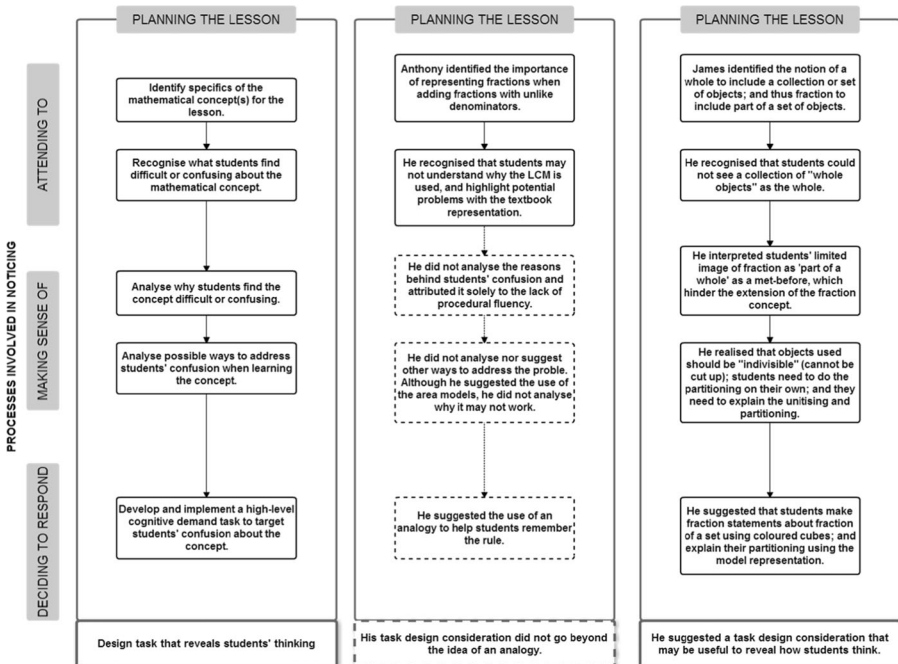 PLANNING THE LESSON
PLANNING THE LESSON
PLANNING THE LESSON
PROCESSES INVOLVED IN NOTICING
ATTENDING TO
MAKING SENSE OF
DECIDING TO RESPOND
Identify specifics of the
mathematical concept(s) for the
lesson.
Recognise what students find
difficult or confusing about the
mathematical concept.
Analyse why students find the
concept difficult or confusing.
Analyse possible ways to address
students' confusion when learning
the concept.
Develop and implement a high-level
cognitive demand task to target
students' confusion about the
concept.
Design task that reveals students' thinking
Anthony identified the importance
of representing fractions when
adding fractions with unlike
denominators.
He recognised that students may
not understand why the LCM is
used, and highlight potential
problems with the textbook
representation.
He did not analyse the reasons
behind students' confusion and
attributed it solely to the lack of
procedural fluency.
He did not analyse nor suggest
other ways to address the proble.
Although he suggested the use of
the area models, he did not analyse
why it may not work.
He suggested the use of an
analogy to help students remember
the rule.
His task design consideration did not go beyond
the idea of an analogy.
James identified the notion of a
whole to include a collection or set
of objects; and thus fraction to
include part of a set of objects.
He recognised that students could
not see a collection of "whole
objects" as the whole.
He interpreted students' limited
image of fraction as 'part of a
whole' as a met-before, which
hinder the extension of the fraction
concept.
He realised that objects used
should be "indivisible" (cannot be
cut up); students need to do the
partitioning on their own; and they
need to explain the unitising and
partitioning.
He suggested that students make
fraction statements about fraction
of a set using coloured cubes; and
explain their partitioning using the
model representation.
He suggested a task design consideration that
may be useful to reveal how students think.